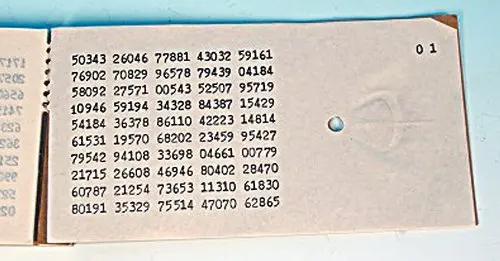 50343 26046 77881 43032 59161
0 1
76902 70829 96578 79439 04184
58092 27571 00543 52507 95719
10946 59194 34328 84387 15429
54184 36378 86110 42223 14814
61531 19570 68202 23459 95427
79542 94108 33698 04661 00779
21715 26608 46946 80402 28470
60787 21254 73653 11310 61830
80191 35329 75514 47070 62865